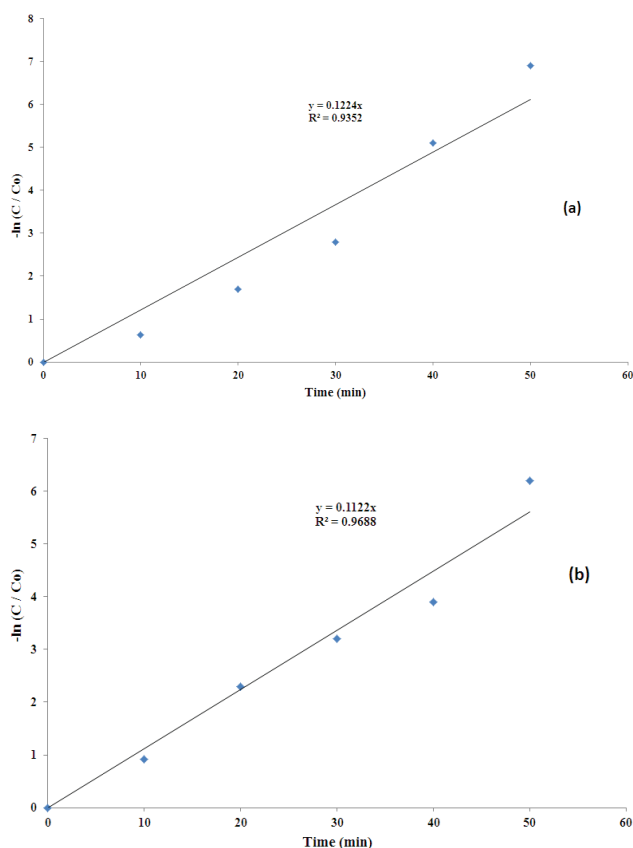 8
7
6
5
4
3
2
1
0
-ln (C / Co)
y = 0.1224x
R² = 0.9352
(a)
0 10 20 30 40 50 60
Time (min)
7
6
5
4
3
2
1
0
-ln (C / Co)
y = 0.1122x
R² = 0.9688
(b)
0 10 20 30 40 50 60
Time (min)